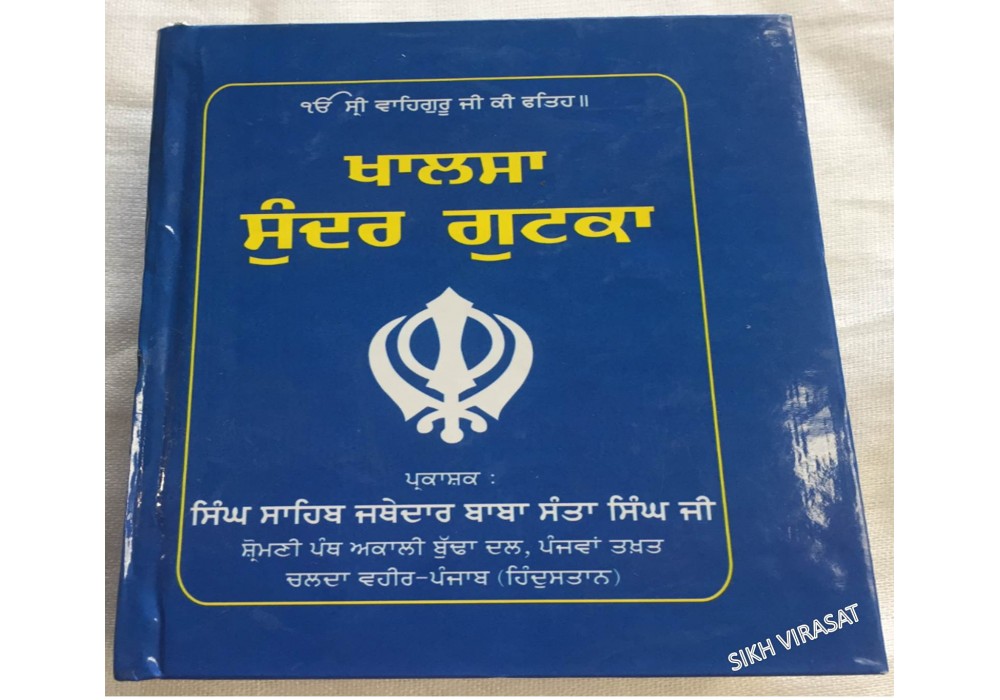 ੴ ਸ੍ਰੀ ਵਾਹਿਗੁਰੂ ਜੀ ਕੀ ਫਤਿਹ॥
ਖਾਲਸਾ
ਸੁੰਦਰ ਗੁਟਕਾ
ਪ੍ਰਕਾਸ਼ਕ :
ਸਿੰਘ ਸਾਹਿਬ ਜਥੇਦਾਰ ਬਾਬਾ ਸੰਤਾ ਸਿੰਘ ਜੀ
ਸ਼੍ਰੋਮਣੀ ਪੰਥ ਅਕਾਲੀ ਬੁੱਢਾ ਦਲ, ਪੰਜਵਾਂ ਤਖ਼ਤ
ਚਲਦਾ ਵਹੀਰ-ਪੰਜਾਬ (ਹਿੰਦੁਸਤਾਨ)
SIKH VIRASAT